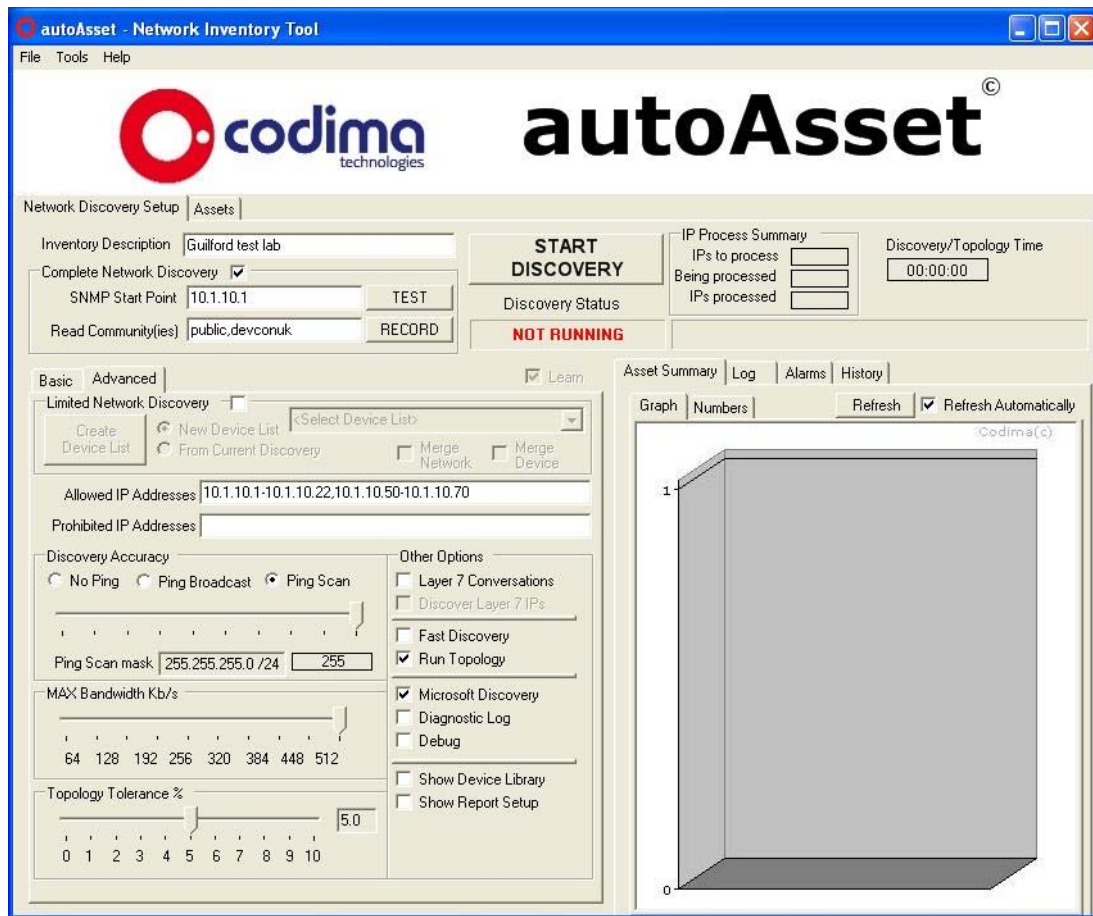 autoAsset - Network Inventory Tool
File Tools Help
codima
technologies
autoAsset©
Network Discovery Setup Assets
Inventory Description Guilford test lab
Complete Network Discovery
SNMP Start Point 10.1.10.1 TEST
Read Community(ies) public,devconuk RECORD
START
DISCOVERY
Discovery Status
NOT RUNNING
IP Process Summary
IPs to process
Being processed
IPs processed
Discovery/Topology Time
00:00:00
Basic Advanced Learn
Limited Network Discovery
Create
Device List
New Device List <Select Device List>
From Current Discovery
Merge
Network
Merge
Device
Allowed IP Addresses 10.1.10.1-10.1.10.22,10.1.10.50-10.1.10.70
Prohibited IP Addresses
Discovery Accuracy
No Ping Ping Broadcast Ping Scan
Ping Scan mask 255.255.255.0 /24 255
MAX Bandwidth Kb/s
64 128 192 256 320 384 448 512
Topology Tolerance %
5.0
0 1 2 3 4 5 6 7 8 9 10
Other Options
Layer 7 Conversations
Discover Layer 7 IPs
Fast Discovery
Run Topology
Microsoft Discovery
Diagnostic Log
Debug
Show Device Library
Show Report Setup
Asset Summary Log Alarms History
Graph Numbers Refresh Refresh Automatically
Codima(c)
1
0